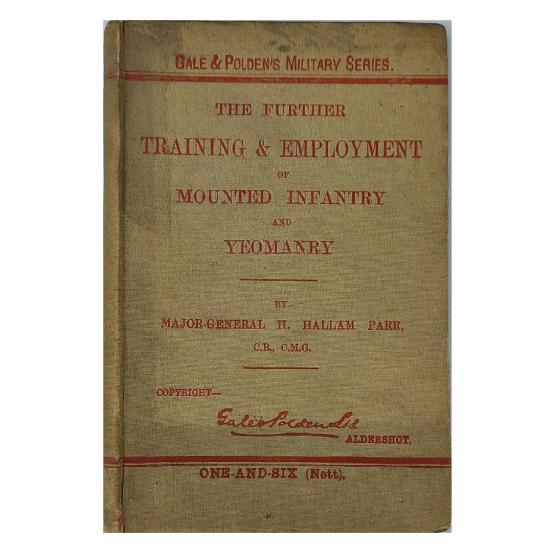 GALE & POLDEN'S MILITARY SERIES.
THE FURTHER
TRAINING & EMPLOYMENT
OF
MOUNTED INFANTRY
AND
YEOMANRY
BY
MAJOR-GENERAL H. HALLAM PARR,
C.B., C.M.G.
COPYRIGHT—
Gale & Polden Ltd
ALDERSHOT.
ONE-AND-SIX (Nett).